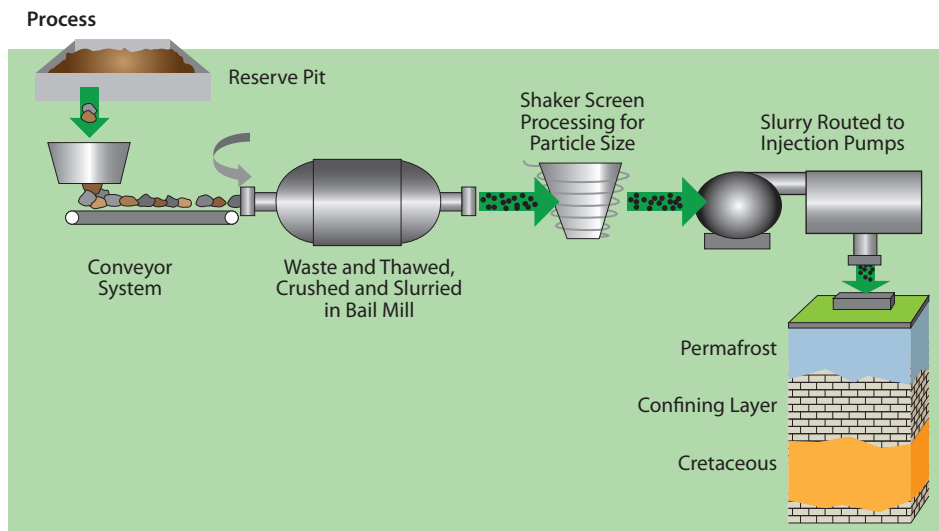 Process
Reserve Pit
Conveyor
System
Waste and Thawed,
Crushed and Slurried
in Bail Mill
Shaker Screen
Processing for
Particle Size
Slurry Routed to
Injection Pumps
Permafrost
Confining Layer
Cretaceous